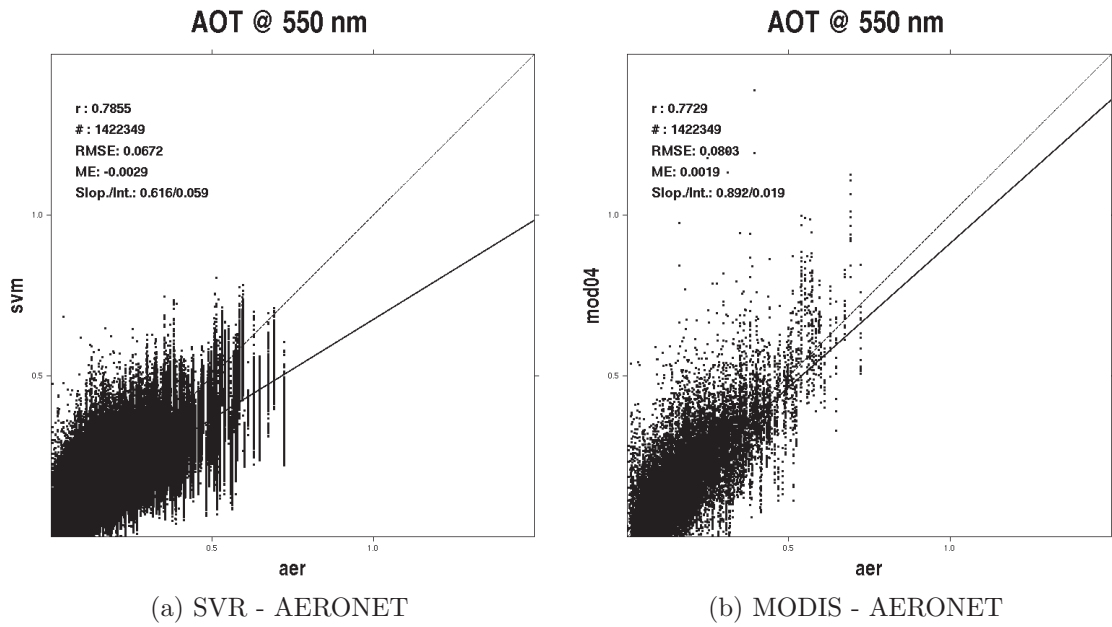 AOT @ 550 nm
r : 0.7855
# : 1422349
RMSE: 0.0672
ME: -0.0029
Slop./Int.: 0.616/0.059
1.0
0.5
svm
0.5
1.0
aer
(a) SVR - AERONET
AOT @ 550 nm
r : 0.7729
# : 1422349
RMSE: 0.0803
ME: 0.0019
Slop./Int.: 0.892/0.019
1.0
0.5
mod04
0.5
1.0
aer
(b) MODIS - AERONET